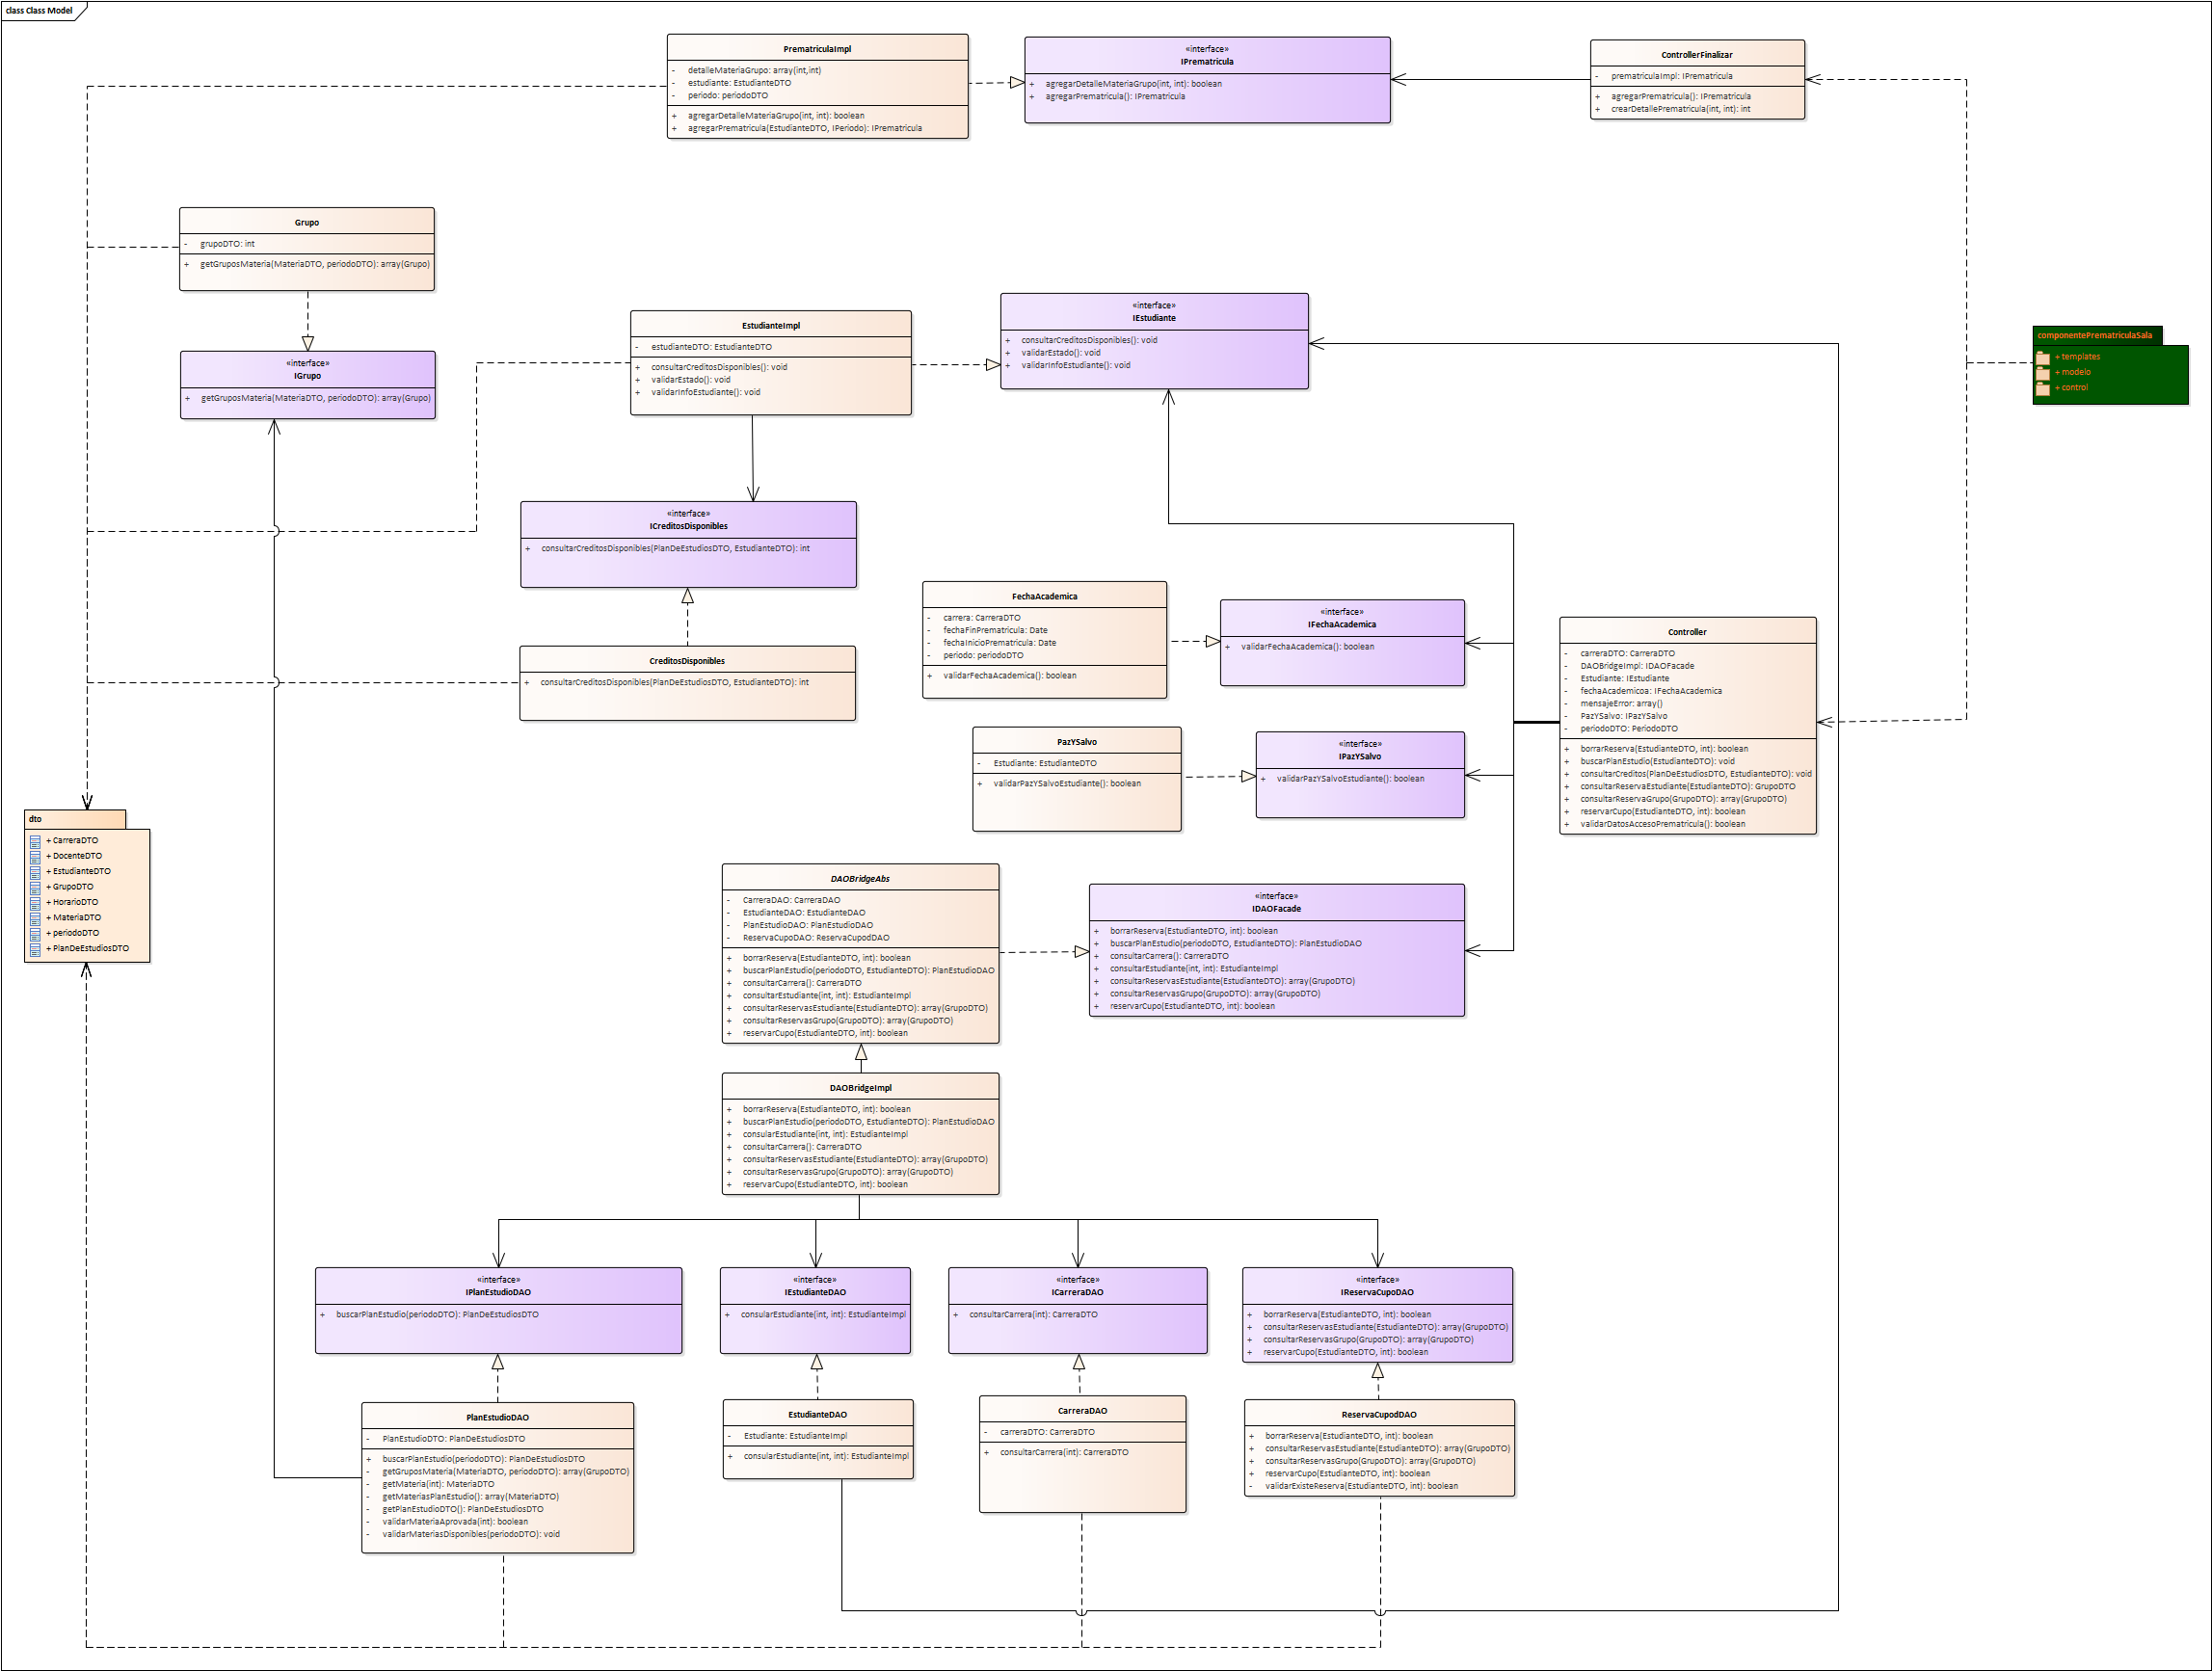 class Class Model
PrematriculaImpl
- detalleMateriaGrupo: array(int,int)
- estudiante: EstudianteDTO
- periodo: periodoDTO
+ agregarDetalleMateriaGrupo(int, int): boolean
+ agregarPrematricula(EstudianteDTO, IPeriodo): IPrematricula
«interface»
IPrematricula
+ agregarDetalleMateriaGrupo(int, int): boolean
+ agregarPrematricula(): IPrematricula
ControllerFinalizar
- prematriculaImpl: IPrematricula
+ agregarPrematricula(): IPrematricula
+ crearDetallePrematricula(int, int): int
Grupo
- grupoDTO: int
+ getGruposMateria(MateriaDTO, periodoDTO): array(Grupo)
«interface»
IGrupo
+ getGruposMateria(MateriaDTO, periodoDTO): array(Grupo)
EstudianteImpl
- estudianteDTO: EstudianteDTO
+ consultarCreditosDisponibles(): void
+ validarEstado(): void
+ validarInfoEstudiante(): void
«interface»
IEstudiante
+ consultarCreditosDisponibles(): void
+ validarEstado(): void
+ validarInfoEstudiante(): void
componentePrematriculaSala
+ templates
+ modelo
+ control
«interface»
ICreditosDisponibles
+ consultarCreditosDisponibles(PlanDeEstudiosDTO, EstudianteDTO): int
CreditosDisponibles
+ consultarCreditosDisponibles(PlanDeEstudiosDTO, EstudianteDTO): int
FechaAcademica
- carrera: CarreraDTO
- fechaFinPrematricula: Date
- fechaInicioPrematricula: Date
- periodo: periodoDTO
+ validarFechaAcademica(): boolean
«interface»
IFechaAcademica
+ validarFechaAcademica(): boolean
Controller
- carreraDTO: CarreraDTO
- DAOBridgeImpl: IDAOFacade
- Estudiante: IEstudiante
- fechaAcademicoa: IFechaAcademica
- mensajeError: array()
- PazYSalvo: IPazYSalvo
- periodoDTO: PeriodoDTO
+ borrarReserva(EstudianteDTO, int): boolean
+ buscarPlanEstudio(EstudianteDTO): void
+ consultarCreditos(PlanDeEstudiosDTO, EstudianteDTO): void
+ consultarReservaEstudiante(EstudianteDTO): GrupoDTO
+ consultarReservaGrupo(GrupoDTO): array(GrupoDTO)
+ reservarCupo(EstudianteDTO, int): boolean
+ validarDatosAccesoPrematricula(): boolean
PazYSalvo
- Estudiante: EstudianteDTO
+ validarPazYSalvoEstudiante(): boolean
«interface»
IPazYSalvo
+ validarPazYSalvoEstudiante(): boolean
dto
+ CarreraDTO
+ DocenteDTO
+ EstudianteDTO
+ GrupoDTO
+ HorarioDTO
+ MateriaDTO
+ periodoDTO
+ PlanDeEstudiosDTO
DAOBridgeAbs
- CarreraDAO: CarreraDAO
- EstudianteDAO: EstudianteDAO
- PlanEstudioDAO: PlanEstudioDAO
- ReservaCupoDAO: ReservaCupodDAO
+ borrarReserva(EstudianteDTO, int): boolean
+ buscarPlanEstudio(periodoDTO, EstudianteDTO): PlanEstudioDAO
+ consultarCarrera(): CarreraDTO
+ consultarEstudiante(int, int): EstudianteImpl
+ consultarReservasEstudiante(EstudianteDTO): array(GrupoDTO)
+ consultarReservasGrupo(GrupoDTO): array(GrupoDTO)
+ reservarCupo(EstudianteDTO, int): boolean
«interface»
IDAOFacade
+ borrarReserva(EstudianteDTO, int): boolean
+ buscarPlanEstudio(periodoDTO, EstudianteDTO): PlanEstudioDAO
+ consultarCarrera(): CarreraDTO
+ consultarEstudiante(int, int): EstudianteImpl
+ consultarReservasEstudiante(EstudianteDTO): array(GrupoDTO)
+ consultarReservasGrupo(GrupoDTO): array(GrupoDTO)
+ reservarCupo(EstudianteDTO, int): boolean
DAOBridgeImpl
+ borrarReserva(EstudianteDTO, int): boolean
+ buscarPlanEstudio(periodoDTO, EstudianteDTO): PlanEstudioDAO
+ consularEstudiante(int, int): EstudianteImpl
+ consultarCarrera(): CarreraDTO
+ consultarReservasEstudiante(EstudianteDTO): array(GrupoDTO)
+ consultarReservasGrupo(GrupoDTO): array(GrupoDTO)
+ reservarCupo(EstudianteDTO, int): boolean
«interface»
IPlanEstudioDAO
+ buscarPlanEstudio(periodoDTO): PlanDeEstudiosDTO
«interface»
IEstudianteDAO
+ consularEstudiante(int, int): EstudianteImpl
«interface»
ICarreraDAO
+ consultarCarrera(int): CarreraDTO
«interface»
IReservaCupoDAO
+ borrarReserva(EstudianteDTO, int): boolean
+ consultarReservasEstudiante(EstudianteDTO): array(GrupoDTO)
+ consultarReservasGrupo(GrupoDTO): array(GrupoDTO)
+ reservarCupo(EstudianteDTO, int): boolean
PlanEstudioDAO
- PlanEstudioDTO: PlanDeEstudiosDTO
+ buscarPlanEstudio(periodoDTO): PlanDeEstudiosDTO
- getGruposMateria(MateriaDTO, periodoDTO): array(GrupoDTO)
- getMateria(int): MateriaDTO
- getMateriasPlanEstudio(): array(MateriaDTO)
- getPlanEstudioDTO(): PlanDeEstudiosDTO
- validarMateriaAprovada(int): boolean
- validarMateriasDisponibles(periodoDTO): void
EstudianteDAO
- Estudiante: EstudianteImpl
+ consularEstudiante(int, int): EstudianteImpl
CarreraDAO
- carreraDTO: CarreraDTO
+ consultarCarrera(int): CarreraDTO
ReservaCupodDAO
+ borrarReserva(EstudianteDTO, int): boolean
+ consultarReservasEstudiante(EstudianteDTO): array(GrupoDTO)
+ consultarReservasGrupo(GrupoDTO): array(GrupoDTO)
+ reservarCupo(EstudianteDTO, int): boolean
- validarExisteReserva(EstudianteDTO, int): boolean